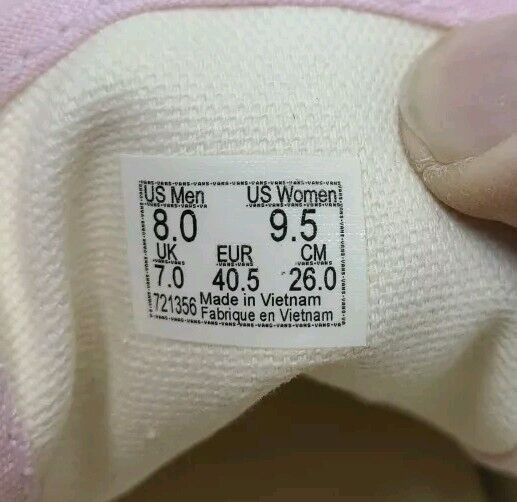 US Men US Women
8.0 9.5
UK EUR CM
7.0 40.5 26.0
721356 Made in Vietnam
Fabrique en Vietnam